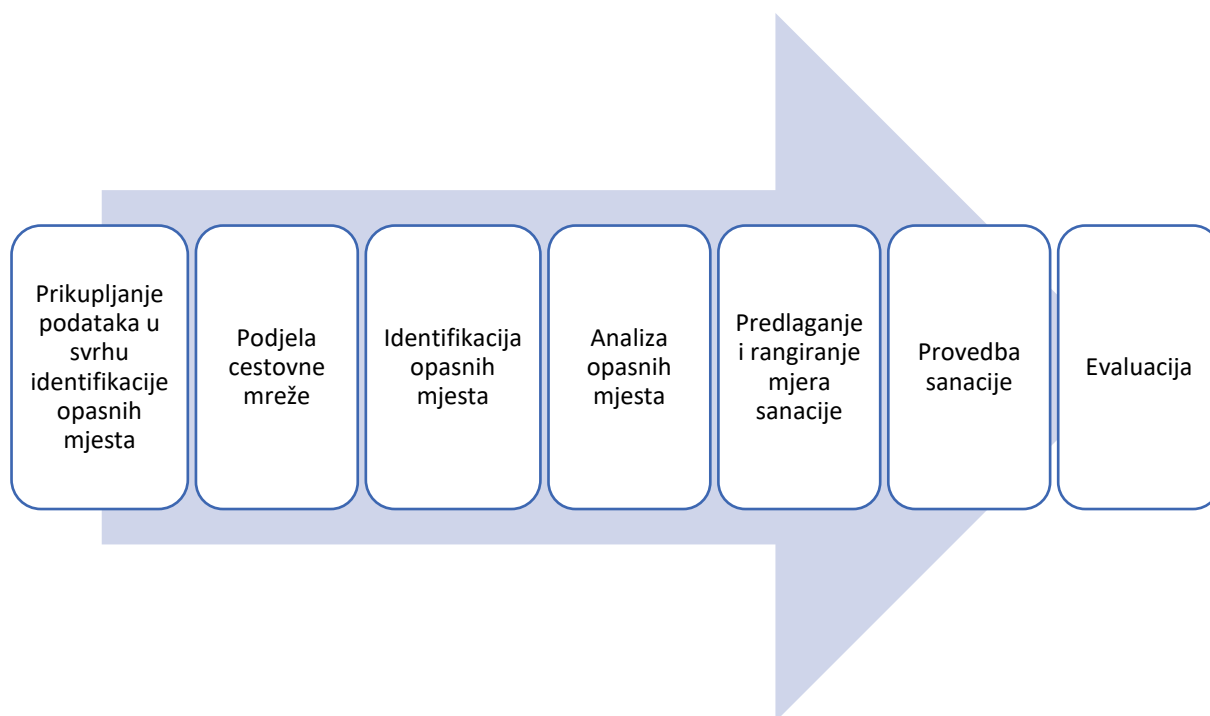 Prikupljanje
podataka u
svrhu
identifikacije
opasnih
mjesta
Podjela
cestovne
mreže
Identifikacija
opasnih
mjesta
Analiza
opasnih
mjesta
Predlaganje
i rangiranje
mjera
sanacije
Provedba
sanacije
Evaluacija